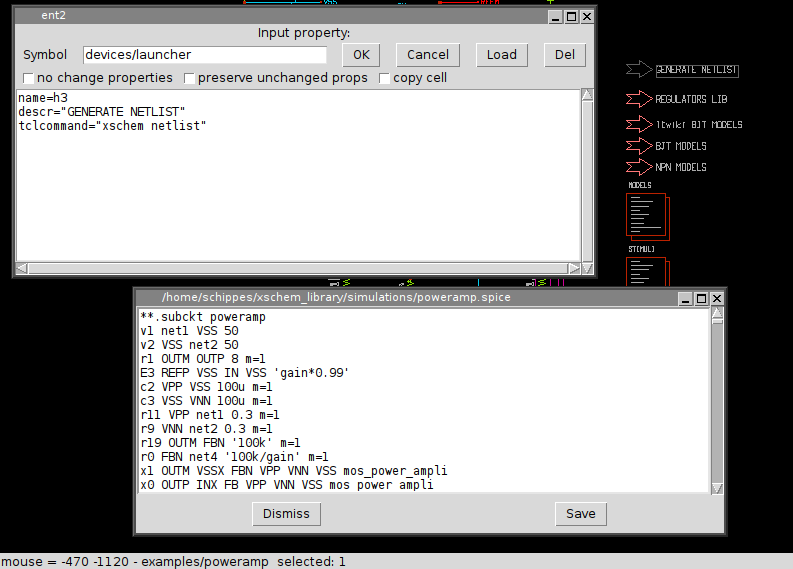 ent2
Input property:
Symbol devices/launcher OK Cancel Load Del
no change properties preserve unchanged props copy cell
name=h3
descr="GENERATE NETLIST"
tclcommand="xschem netlist"
GENERATE NETLIST
REGULATORS LIB
ltwiki BJT MODELS
BJT MODELS
NPN MODELS
MODELS
STIMULI
/home/schippes/xschem_library/simulations/poweramp.spice
**.subckt poweramp
v1 net1 VSS 50
v2 VSS net2 50
r1 OUTM OUTP 8 m=1
E3 REFP VSS IN VSS 'gain*0.99'
c2 VPP VSS 100u m=1
c3 VSS VNN 100u m=1
r11 VPP net1 0.3 m=1
r9 VNN net2 0.3 m=1
r19 OUTM FBN '100k' m=1
r0 FBN net4 '100k/gain' m=1
x1 OUTM VSSX FBN VPP VNN VSS mos_power_ampli
x0 OUTP INX FB VPP VNN VSS mos power ampli
Dismiss Save
mouse = -470 -1120 - examples/poweramp selected: 1